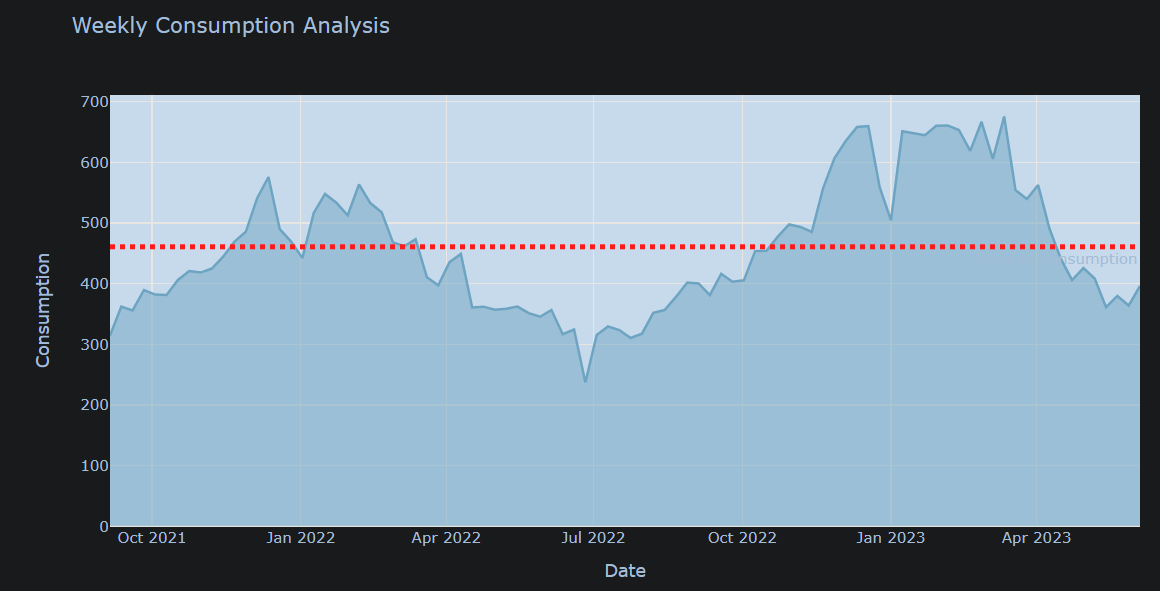 Weekly Consumption Analysis
700
600
500
nsumption
400
300
200
100
0
Consumption
Oct 2021 Jan 2022 Apr 2022 Jul 2022 Oct 2022 Jan 2023 Apr 2023
Date